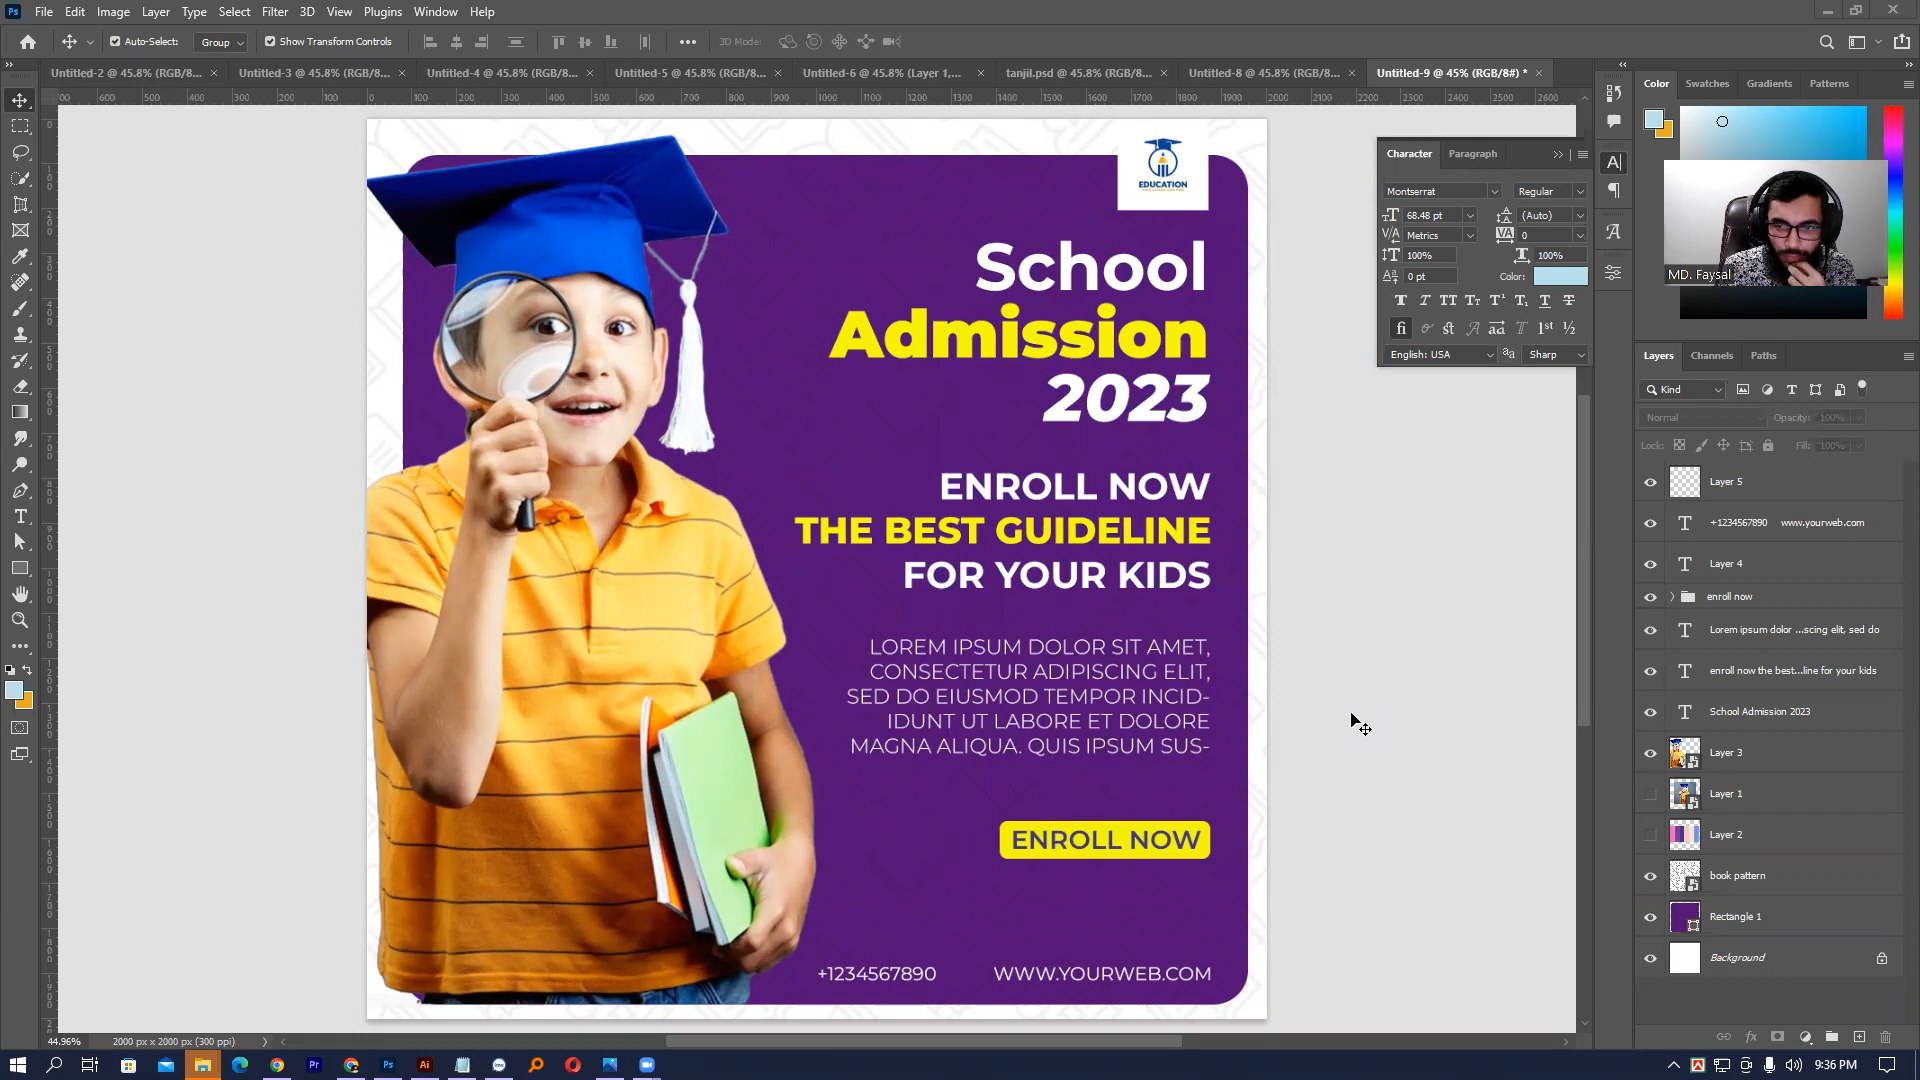 Ps File Edit Image Layer Type Select Filter 3D View Plugins Window Help
Auto-Select: Group Show Transform Controls 3D Mode:
Untitled-2 @ 45.8% (RGB/8... Untitled-3 @ 45.8% (RGB/8... Untitled-4 @ 45.8% (RGB/8... Untitled-5 @ 45.8% (RGB/8... Untitled-6 @ 45.8% (Layer 1,... tanjil.psd @ 45.8% (RGB/8... Untitled-8 @ 45.8% (RGB/8... Untitled-9 @ 45% (RGB/8#) *
EDUCATION
School
Admission
2023
ENROLL NOW
THE BEST GUIDELINE
FOR YOUR KIDS
LOREM IPSUM DOLOR SIT AMET,
CONSECTETUR ADIPISCING ELIT,
SED DO EIUSMOD TEMPOR INCID-
IDUNT UT LABORE ET DOLORE
MAGNA ALIQUA. QUIS IPSUM SUS-
ENROLL NOW
+1234567890 WWW.YOURWEB.COM
Character Paragraph
Montserrat Regular
68.48 pt (Auto)
Metrics 0
100% 100%
0 pt Color:
English: USA Sharp
Color Swatches Gradients Patterns
MD. Faysal
Layers Channels Paths
Kind
Normal Opacity: 100%
Lock: Fill: 100%
Layer 5
+1234567890 www.yourweb.com
Layer 4
enroll now
Lorem ipsum dolor ...scing elit, sed do
enroll now the best...line for your kids
School Admission 2023
Layer 3
Layer 1
Layer 2
book pattern
Rectangle 1
Background
44.96% 2000 px x 2000 px (300 ppi)
9:36 PM